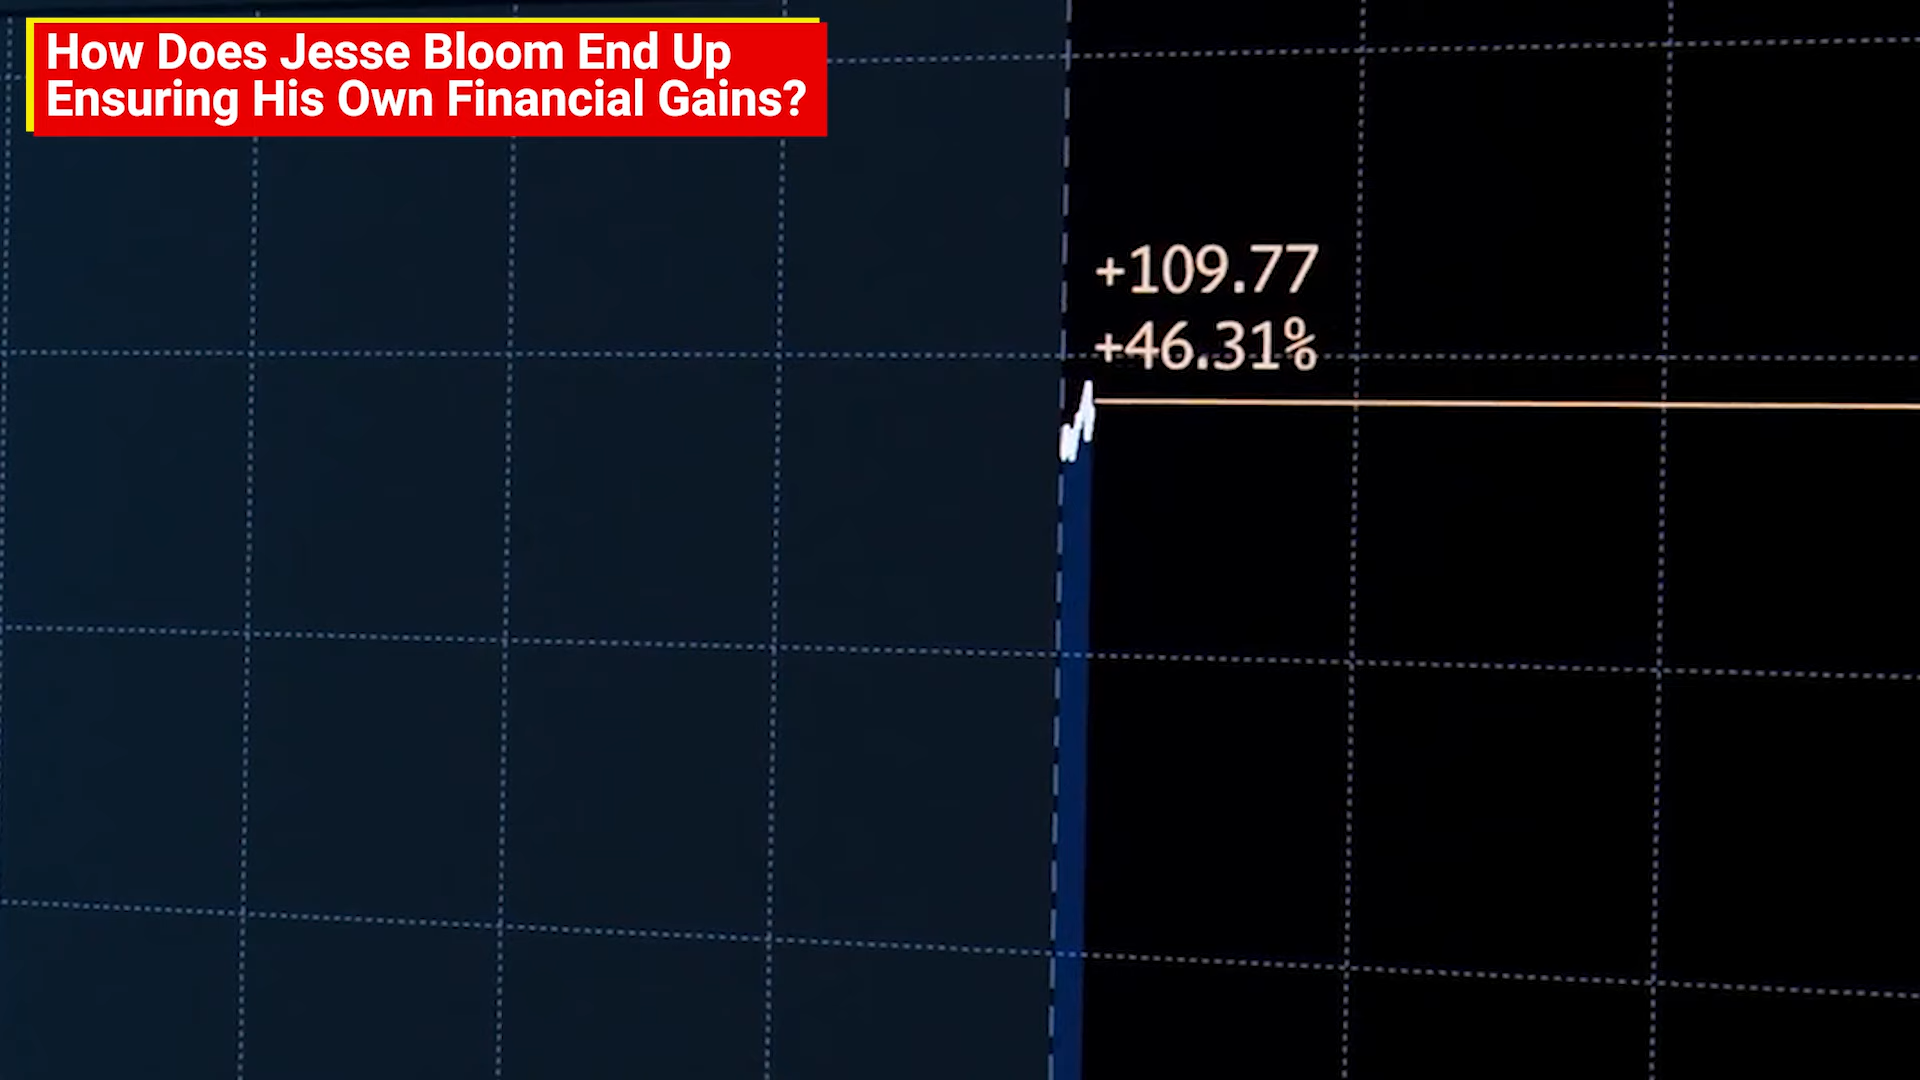 How Does Jesse Bloom End Up
Ensuring His Own Financial Gains?
+109.77
+46.31%